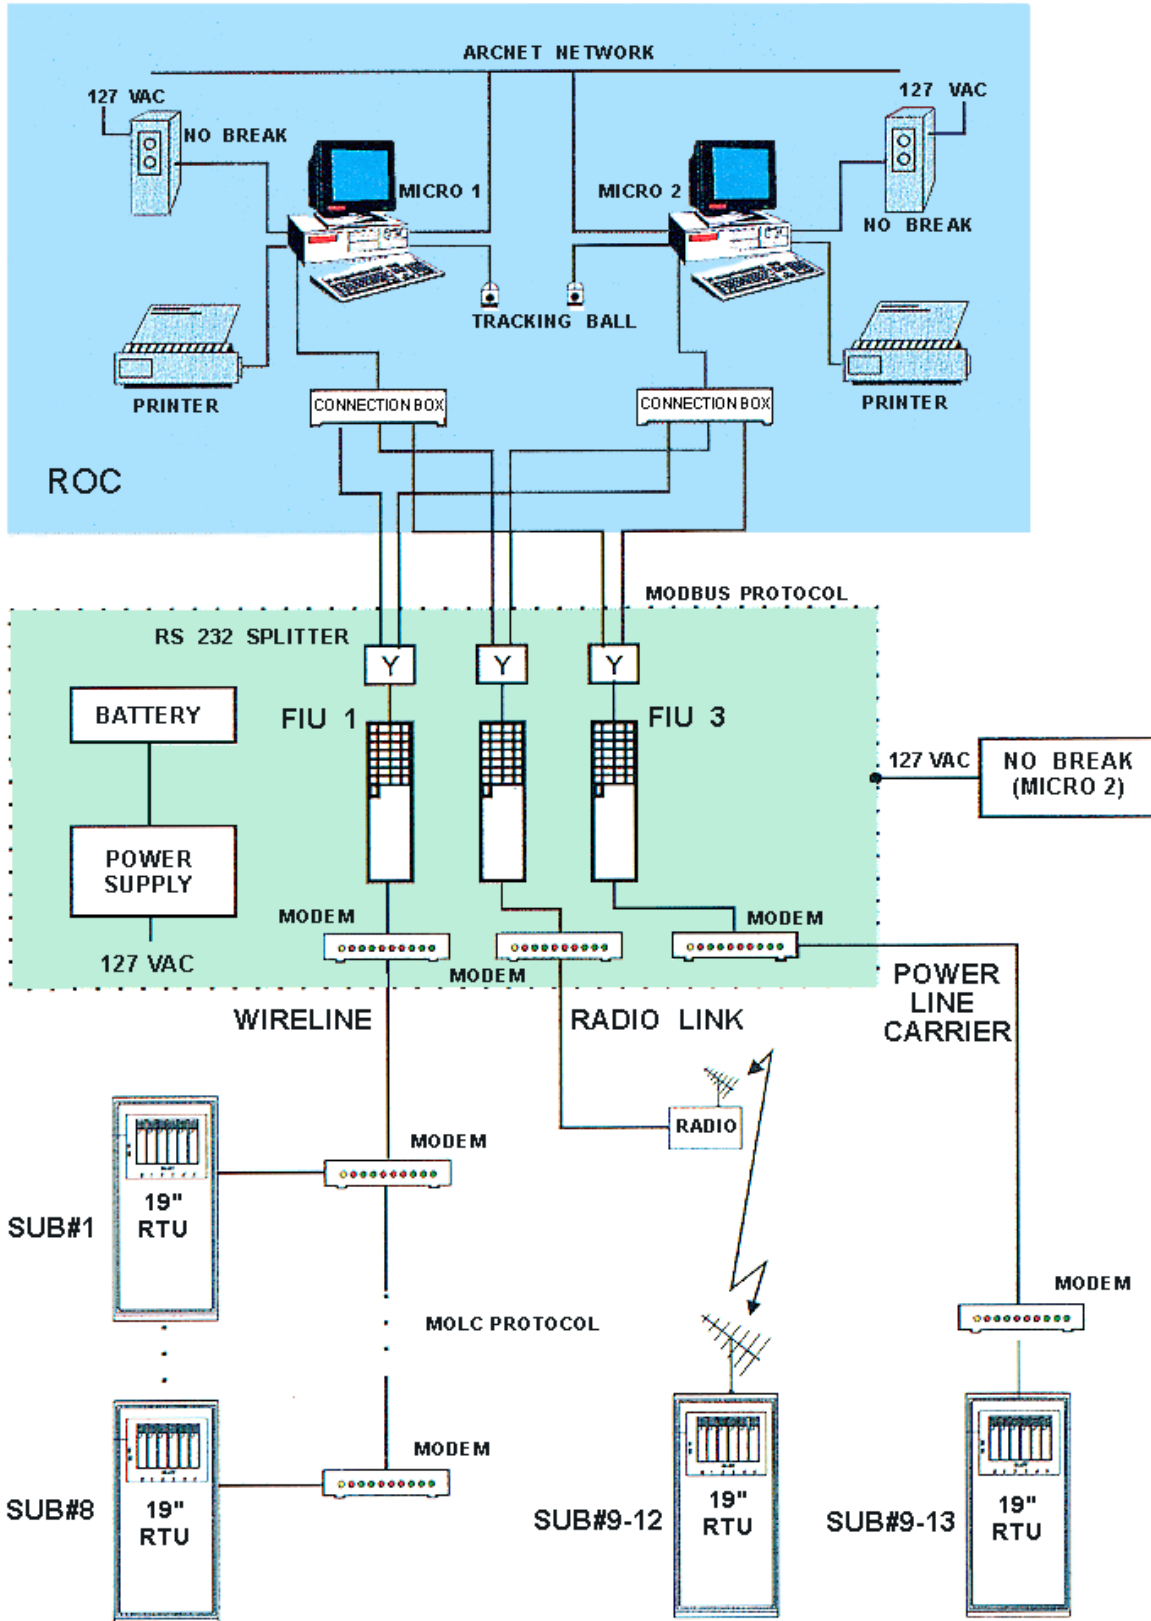 ARCNET NETWORK
127 VAC
127 VAC
NO BREAK
MICRO 1
MICRO 2
NO BREAK
TRACKING BALL
PRINTER
CONNECTION BOX
CONNECTION BOX
PRINTER
ROC
MODBUS PROTOCOL
RS 232 SPLITTER
Y
Y
Y
BATTERY
FIU 1
FIU 3
127 VAC
NO BREAK
(MICRO 2)
POWER
SUPPLY
MODEM
MODEM
127 VAC
MODEM
POWER
LINE
CARRIER
WIRELINE
RADIO LINK
RADIO
MODEM
19"
RTU
SUB#1
MODEM
MOLC PROTOCOL
MODEM
SUB#8
19"
RTU
SUB#9-12
19"
RTU
SUB#9-13
19"
RTU